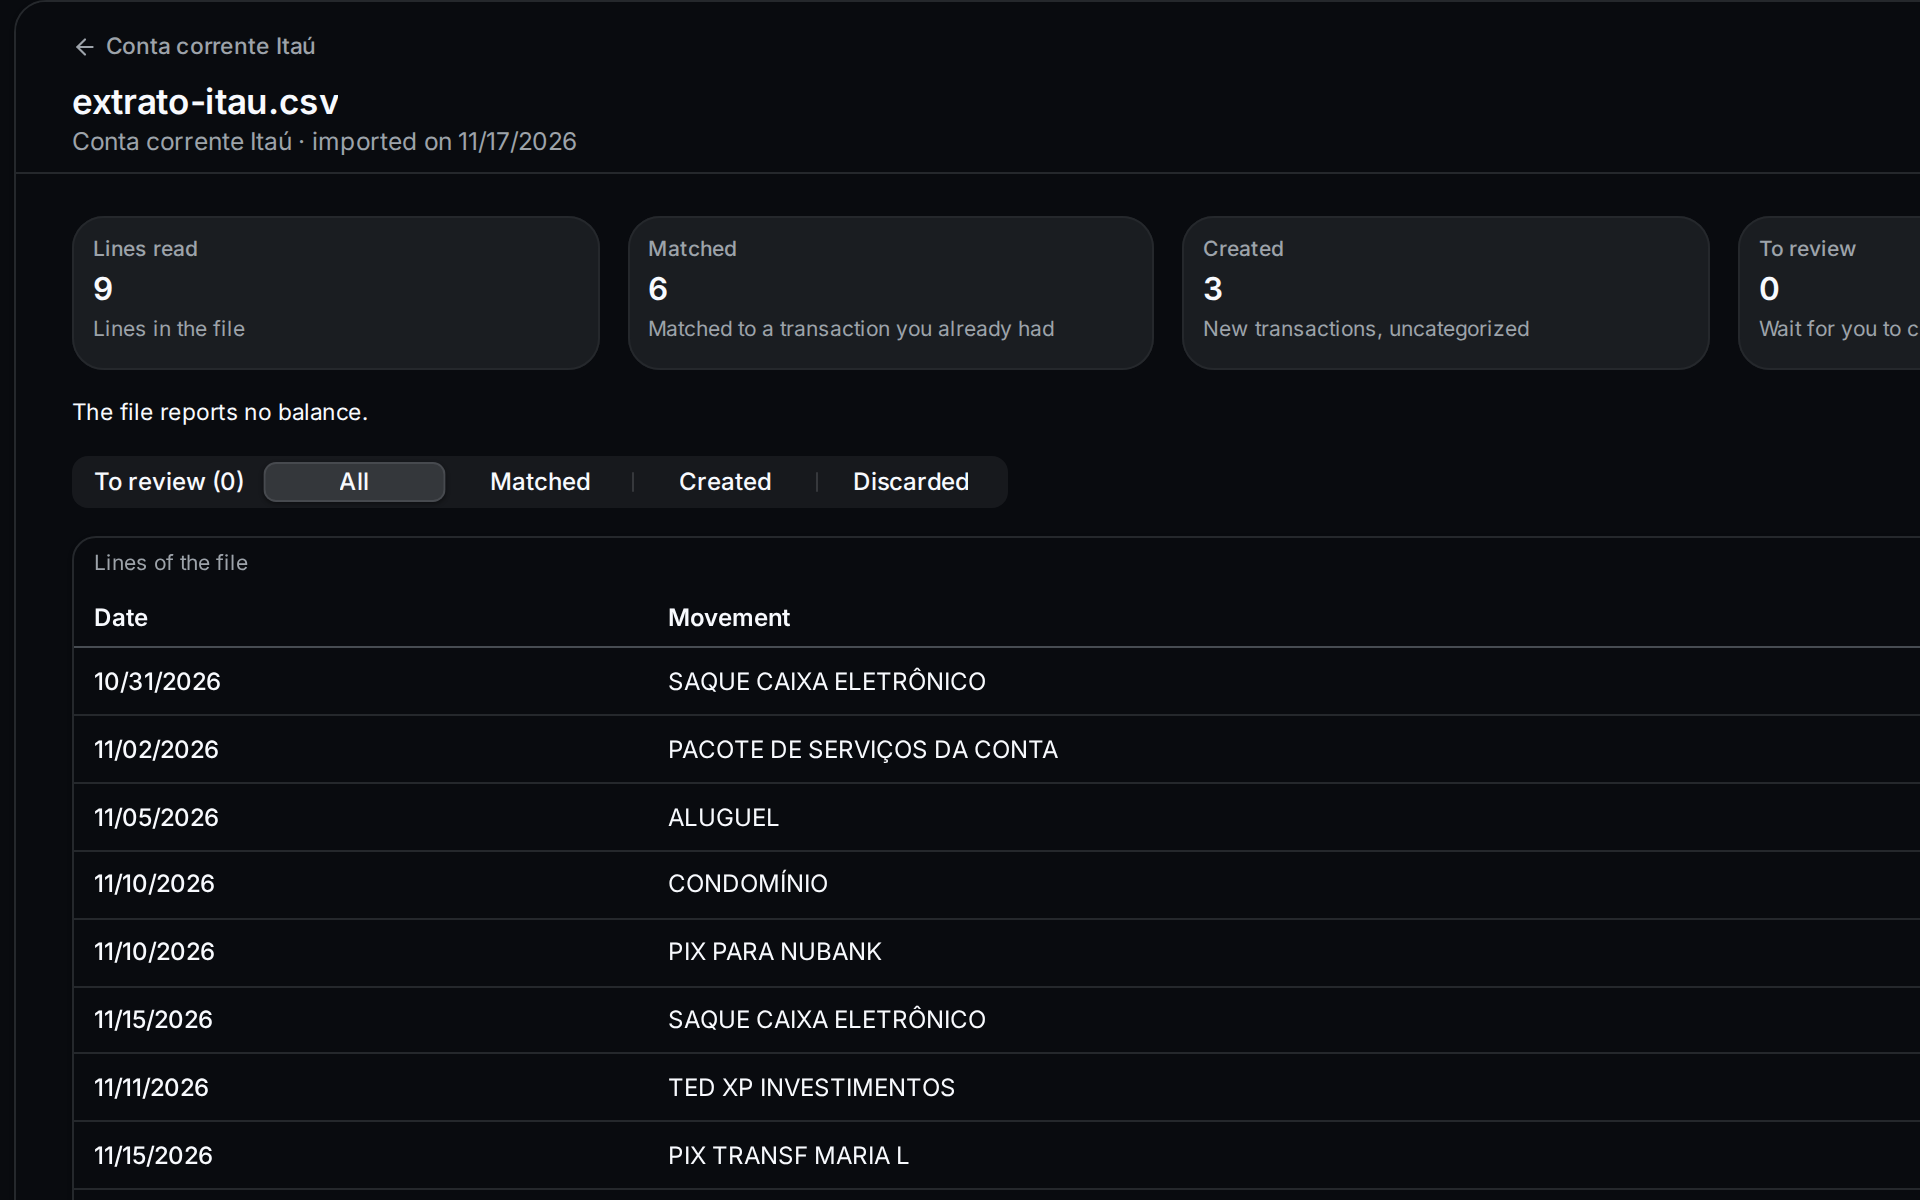 Conta corrente Itaú
extrato-itau.csv
Conta corrente Itaú · imported on 11/17/2026
Lines read
9
Lines in the file
Matched
6
Matched to a transaction you already had
Created
3
New transactions, uncategorized
To review
0
Wait for you to c
The file reports no balance.
To review (0)
All
Matched
Created
Discarded
Lines of the file
Date Movement
10/31/2026 SAQUE CAIXA ELETRÔNICO
11/02/2026 PACOTE DE SERVIÇOS DA CONTA
11/05/2026 ALUGUEL
11/10/2026 CONDOMÍNIO
11/10/2026 PIX PARA NUBANK
11/15/2026 SAQUE CAIXA ELETRÔNICO
11/11/2026 TED XP INVESTIMENTOS
11/15/2026 PIX TRANSF MARIA L